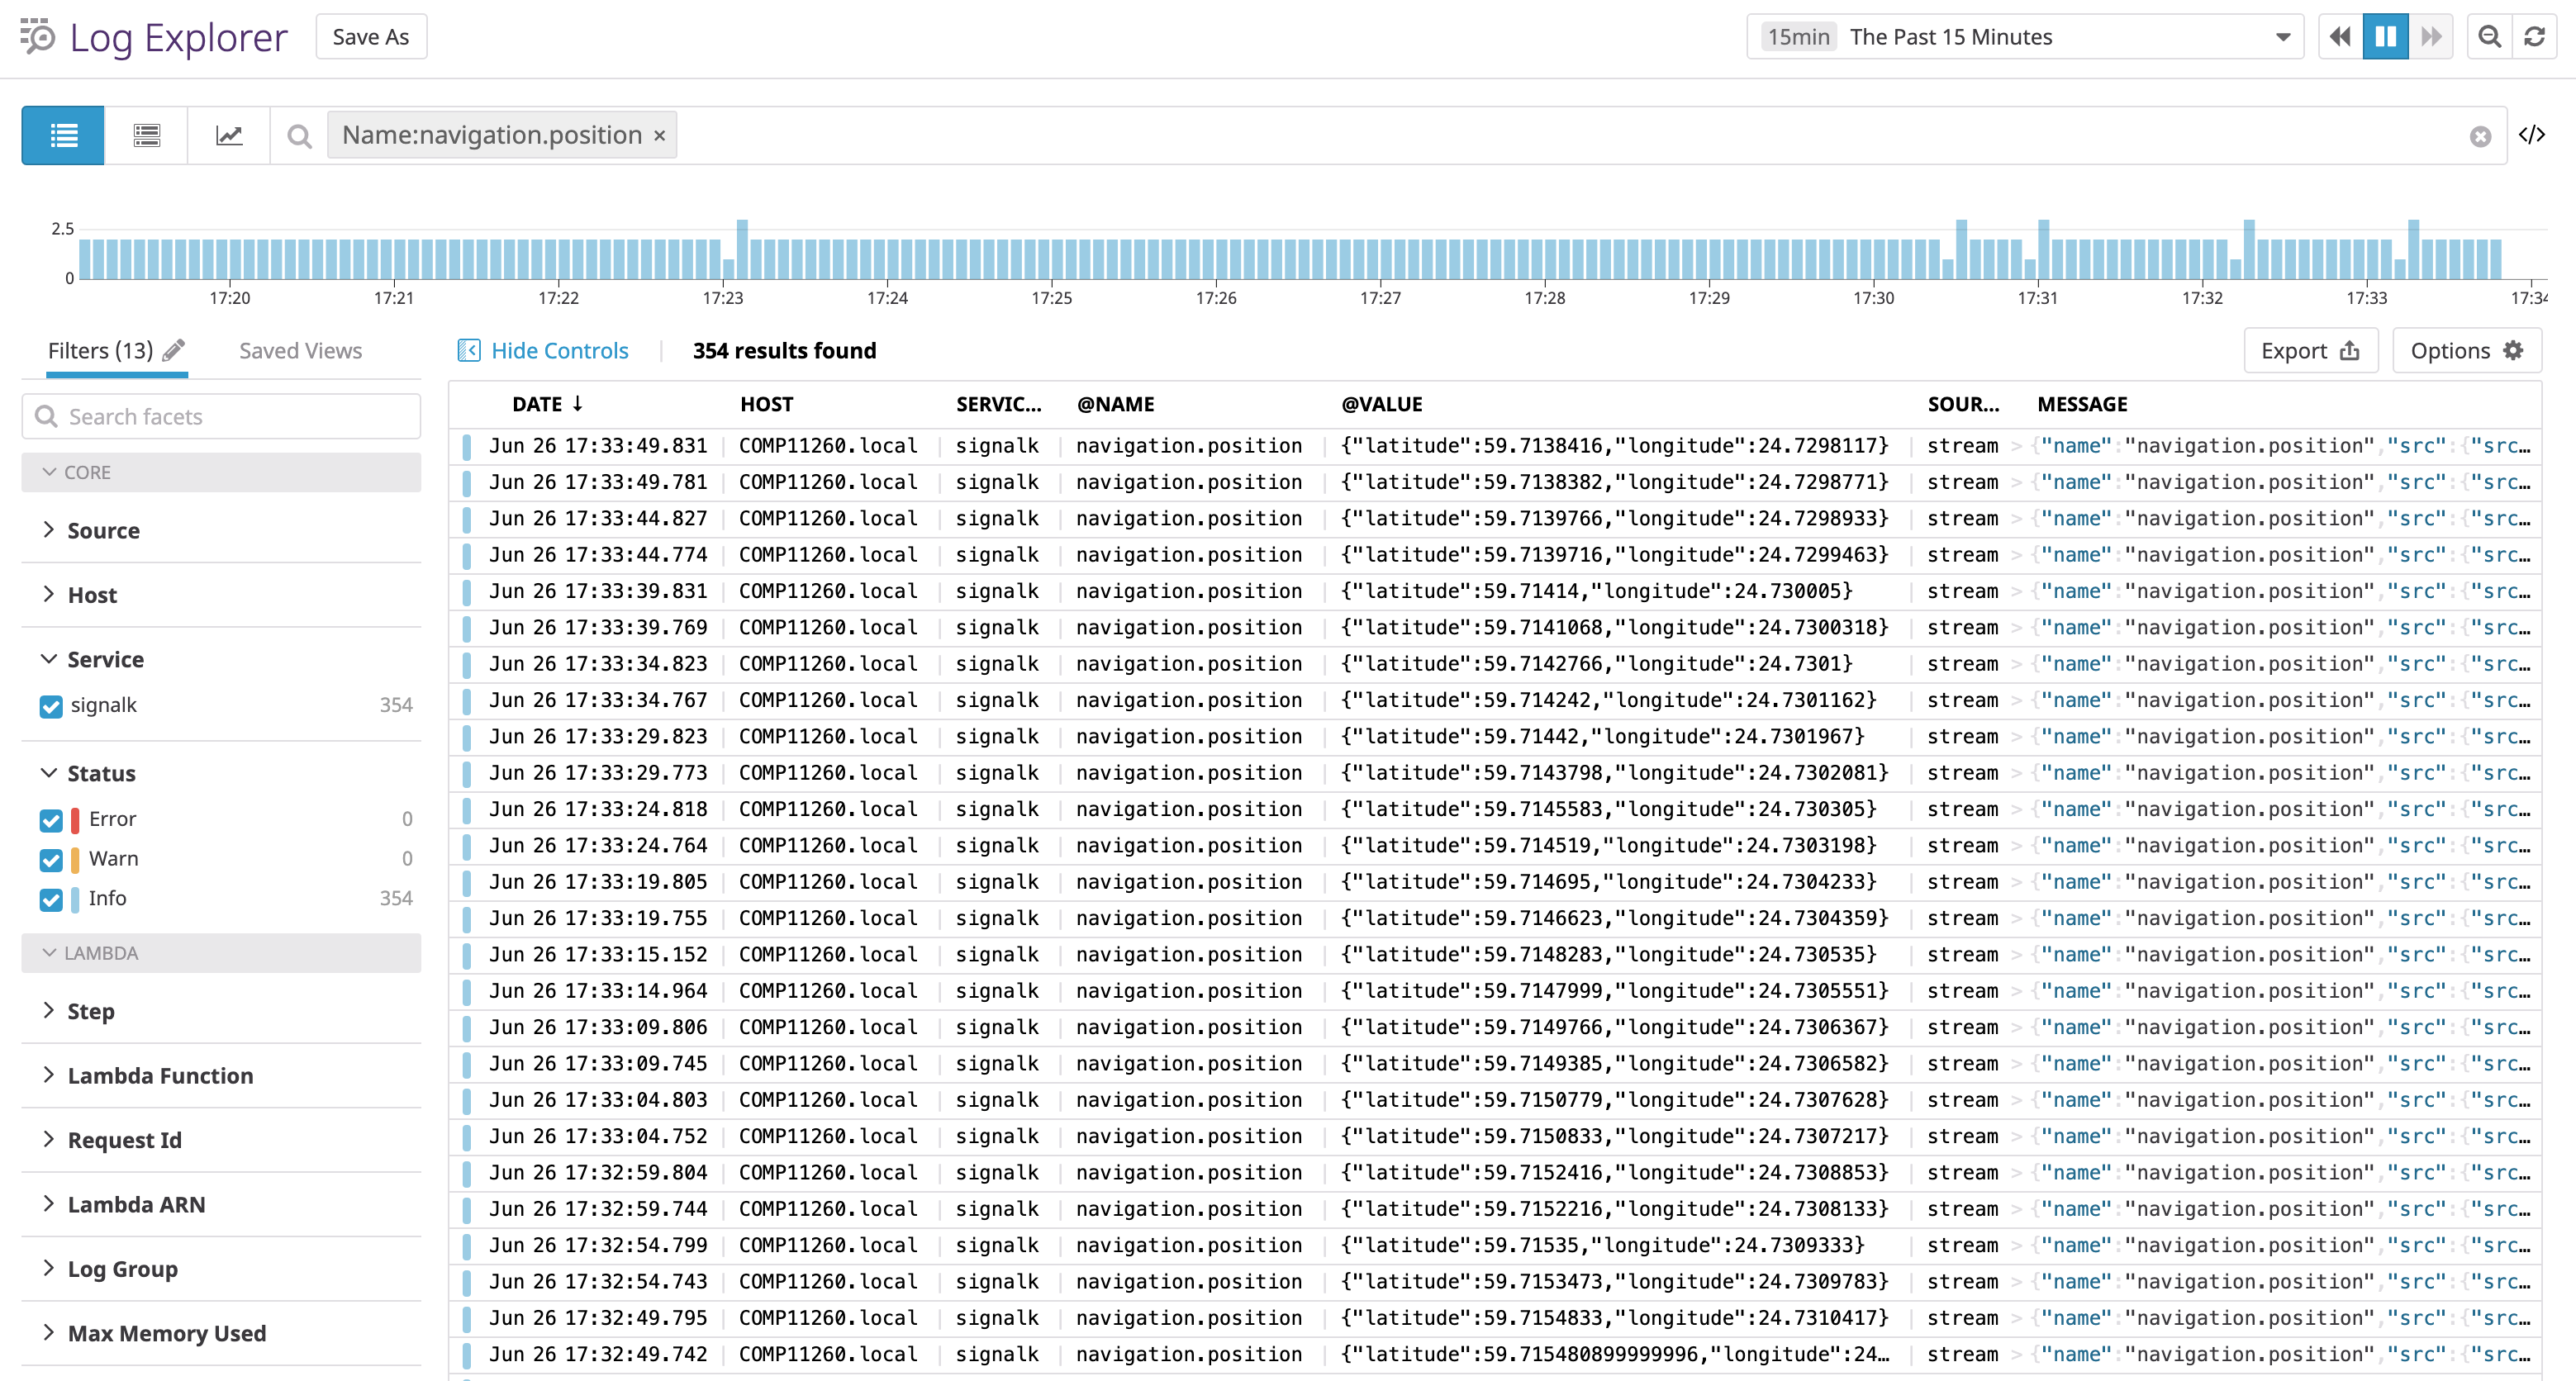 Log Explorer Save As 15min The Past 15 Minutes
Name:navigation.position × </>
2.5
0
17:20 17:21 17:22 17:23 17:24 17:25 17:26 17:27 17:28 17:29 17:30 17:31 17:32 17:33 17:34
Filters (13) Saved Views Hide Controls 354 results found Export Options
Search facets
CORE
Source
Host
Service
signalk 354
Status
Error 0
Warn 0
Info 354
LAMBDA
Step
Lambda Function
Request Id
Lambda ARN
Log Group
Max Memory Used
DATE ↓ HOST SERVIC... @NAME @VALUE SOUR... MESSAGE
Jun 26 17:33:49.831 COMP11260.local signalk navigation.position {"latitude":59.7138416,"longitude":24.7298117} stream > {"name":"navigation.position","src":{"src…
Jun 26 17:33:49.781 COMP11260.local signalk navigation.position {"latitude":59.7138382,"longitude":24.7298771} stream > {"name":"navigation.position","src":{"src…
Jun 26 17:33:44.827 COMP11260.local signalk navigation.position {"latitude":59.7139766,"longitude":24.7298933} stream > {"name":"navigation.position","src":{"src…
Jun 26 17:33:44.774 COMP11260.local signalk navigation.position {"latitude":59.7139716,"longitude":24.7299463} stream > {"name":"navigation.position","src":{"src…
Jun 26 17:33:39.831 COMP11260.local signalk navigation.position {"latitude":59.71414,"longitude":24.730005} stream > {"name":"navigation.position","src":{"src…
Jun 26 17:33:39.769 COMP11260.local signalk navigation.position {"latitude":59.7141068,"longitude":24.7300318} stream > {"name":"navigation.position","src":{"src…
Jun 26 17:33:34.823 COMP11260.local signalk navigation.position {"latitude":59.7142766,"longitude":24.7301} stream > {"name":"navigation.position","src":{"src…
Jun 26 17:33:34.767 COMP11260.local signalk navigation.position {"latitude":59.714242,"longitude":24.7301162} stream > {"name":"navigation.position","src":{"src…
Jun 26 17:33:29.823 COMP11260.local signalk navigation.position {"latitude":59.71442,"longitude":24.7301967} stream > {"name":"navigation.position","src":{"src…
Jun 26 17:33:29.773 COMP11260.local signalk navigation.position {"latitude":59.7143798,"longitude":24.7302081} stream > {"name":"navigation.position","src":{"src…
Jun 26 17:33:24.818 COMP11260.local signalk navigation.position {"latitude":59.7145583,"longitude":24.730305} stream > {"name":"navigation.position","src":{"src…
Jun 26 17:33:24.764 COMP11260.local signalk navigation.position {"latitude":59.714519,"longitude":24.7303198} stream > {"name":"navigation.position","src":{"src…
Jun 26 17:33:19.805 COMP11260.local signalk navigation.position {"latitude":59.714695,"longitude":24.7304233} stream > {"name":"navigation.position","src":{"src…
Jun 26 17:33:19.755 COMP11260.local signalk navigation.position {"latitude":59.7146623,"longitude":24.7304359} stream > {"name":"navigation.position","src":{"src…
Jun 26 17:33:15.152 COMP11260.local signalk navigation.position {"latitude":59.7148283,"longitude":24.730535} stream > {"name":"navigation.position","src":{"src…
Jun 26 17:33:14.964 COMP11260.local signalk navigation.position {"latitude":59.7147999,"longitude":24.7305551} stream > {"name":"navigation.position","src":{"src…
Jun 26 17:33:09.806 COMP11260.local signalk navigation.position {"latitude":59.7149766,"longitude":24.7306367} stream > {"name":"navigation.position","src":{"src…
Jun 26 17:33:09.745 COMP11260.local signalk navigation.position {"latitude":59.7149385,"longitude":24.7306582} stream > {"name":"navigation.position","src":{"src…
Jun 26 17:33:04.803 COMP11260.local signalk navigation.position {"latitude":59.7150779,"longitude":24.7307628} stream > {"name":"navigation.position","src":{"src…
Jun 26 17:33:04.752 COMP11260.local signalk navigation.position {"latitude":59.7150833,"longitude":24.7307217} stream > {"name":"navigation.position","src":{"src…
Jun 26 17:32:59.804 COMP11260.local signalk navigation.position {"latitude":59.7152416,"longitude":24.7308853} stream > {"name":"navigation.position","src":{"src…
Jun 26 17:32:59.744 COMP11260.local signalk navigation.position {"latitude":59.7152216,"longitude":24.7308133} stream > {"name":"navigation.position","src":{"src…
Jun 26 17:32:54.799 COMP11260.local signalk navigation.position {"latitude":59.71535,"longitude":24.7309333} stream > {"name":"navigation.position","src":{"src…
Jun 26 17:32:54.743 COMP11260.local signalk navigation.position {"latitude":59.7153473,"longitude":24.7309783} stream > {"name":"navigation.position","src":{"src…
Jun 26 17:32:49.795 COMP11260.local signalk navigation.position {"latitude":59.7154833,"longitude":24.7310417} stream > {"name":"navigation.position","src":{"src…
Jun 26 17:32:49.742 COMP11260.local signalk navigation.position {"latitude":59.715480899999996,"longitude":24… stream > {"name":"navigation.position","src":{"src…